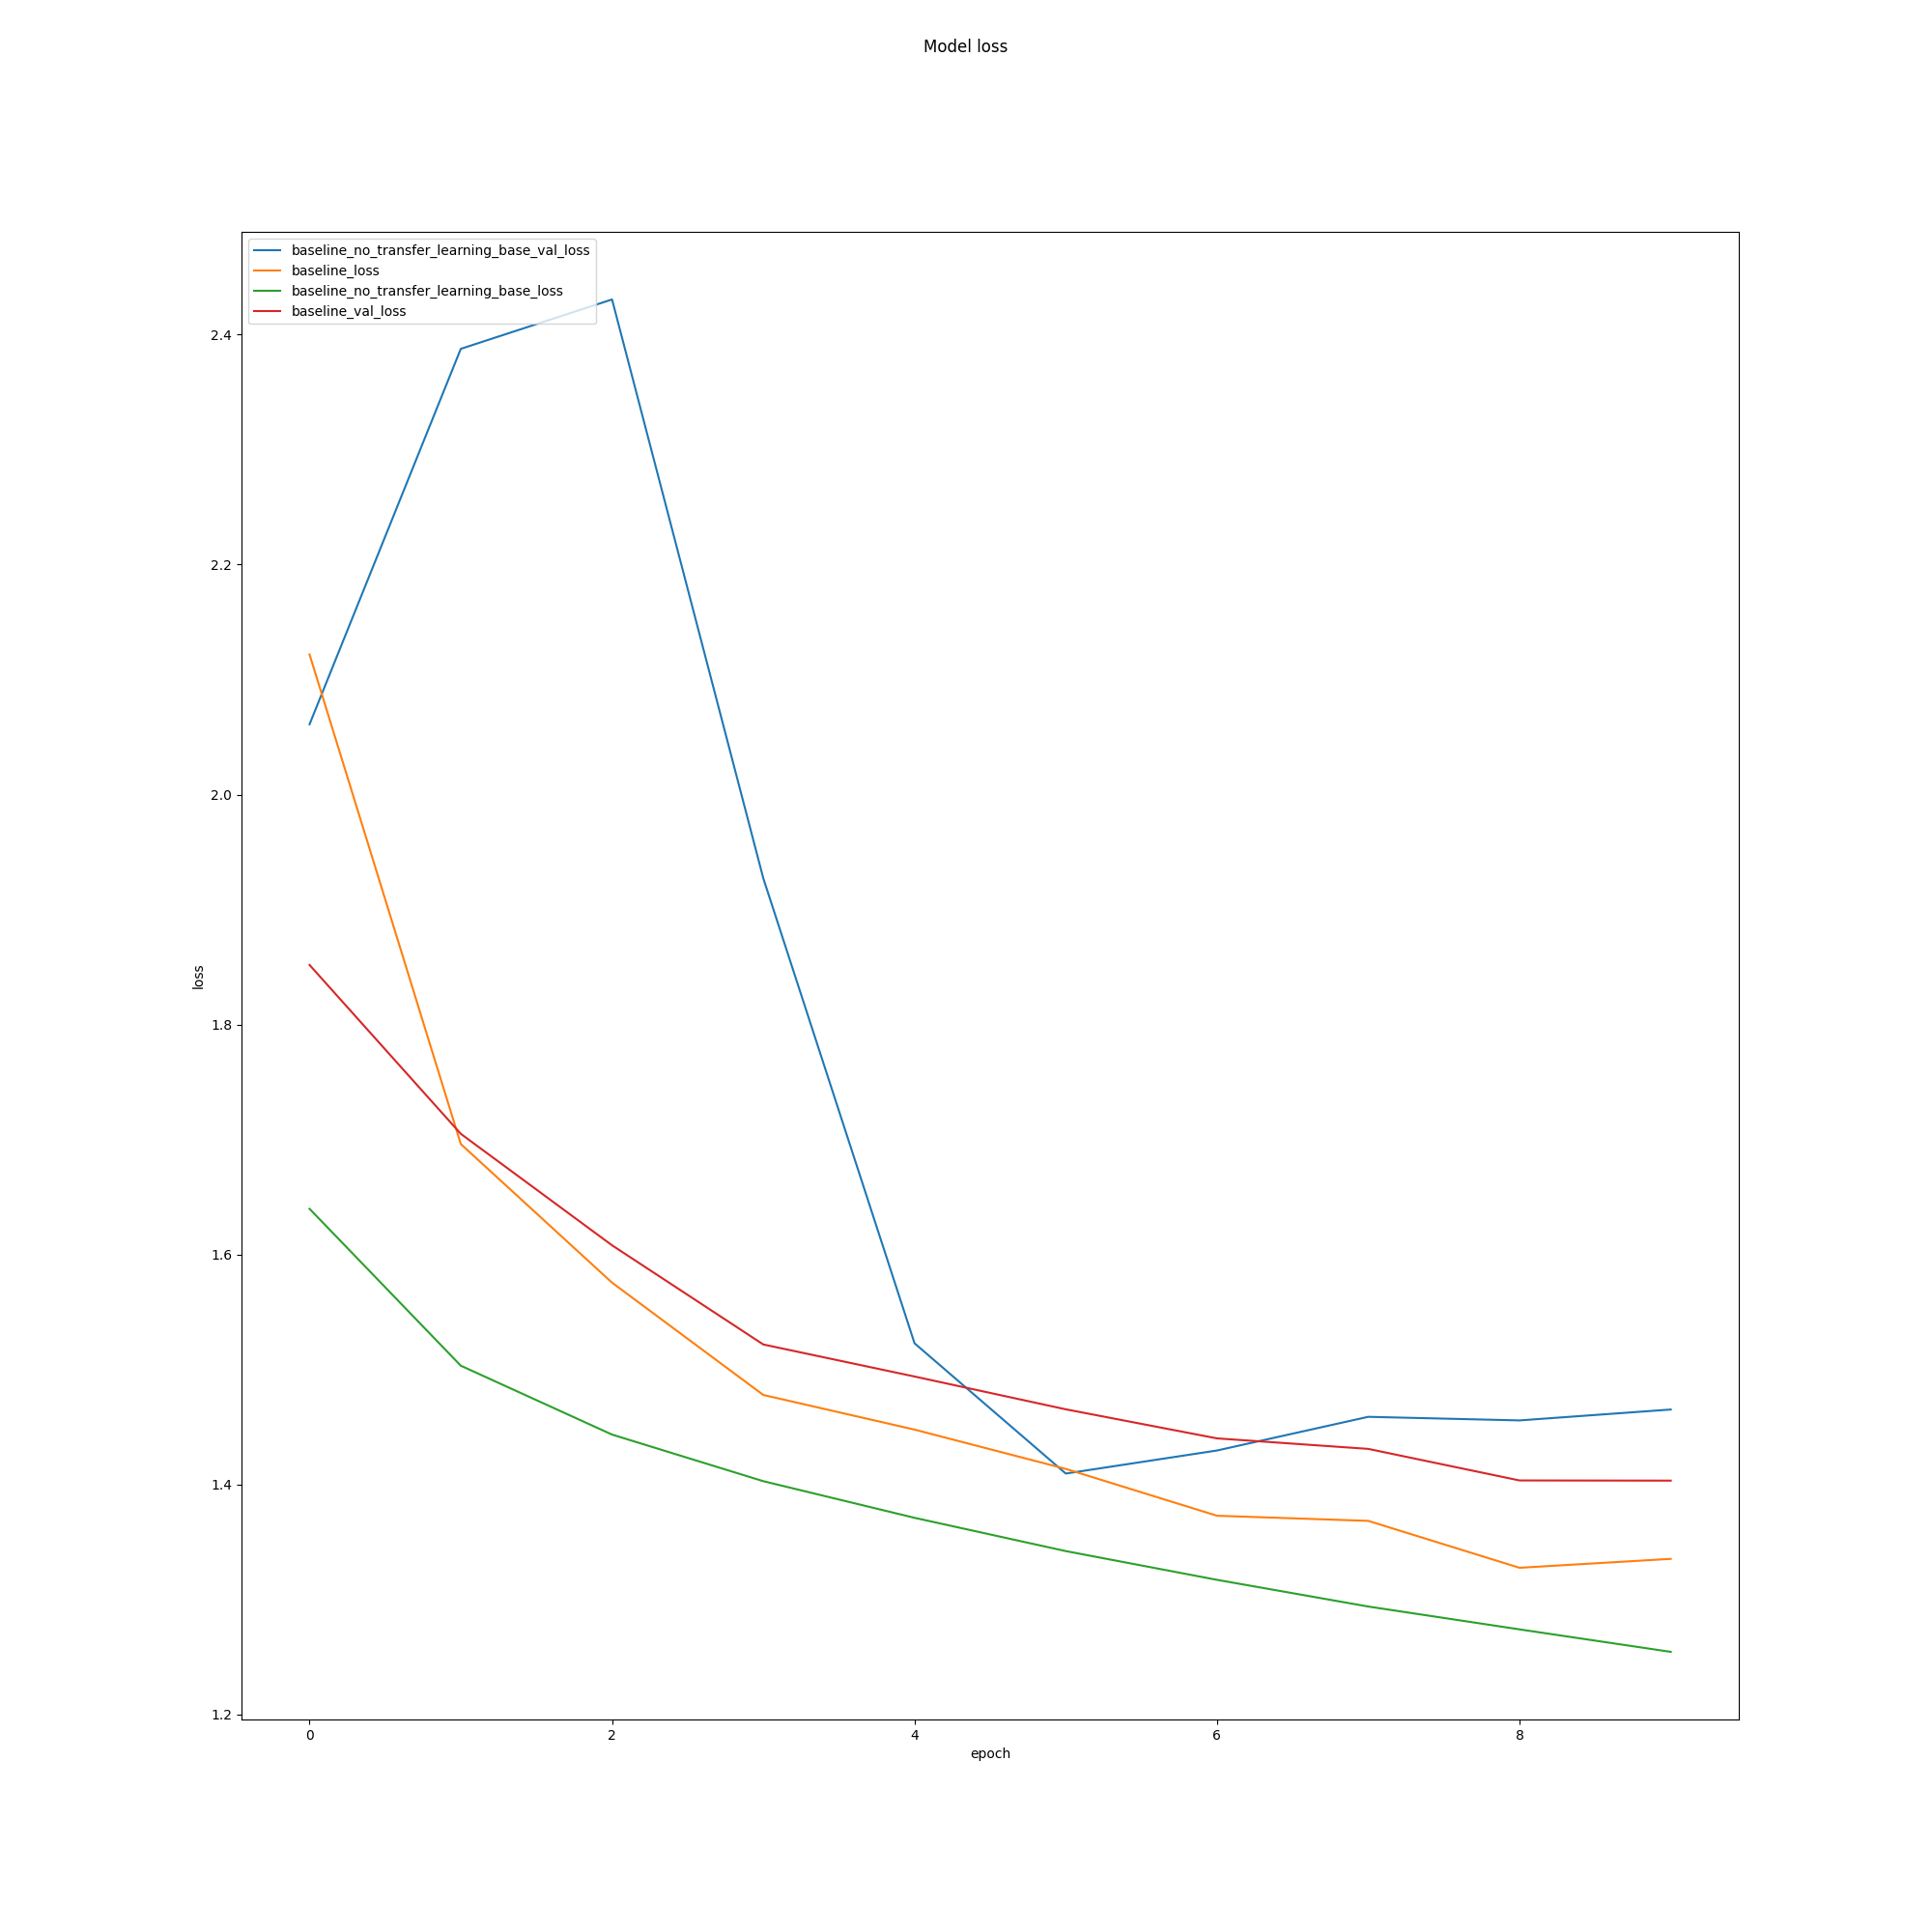 Model loss
baseline_no_transfer_learning_base_val_loss
baseline_loss
baseline_no_transfer_learning_base_loss
baseline_val_loss
2.4
2.2
2.0
1.8
1.6
1.4
1.2
loss
0 2 4 6 8
epoch